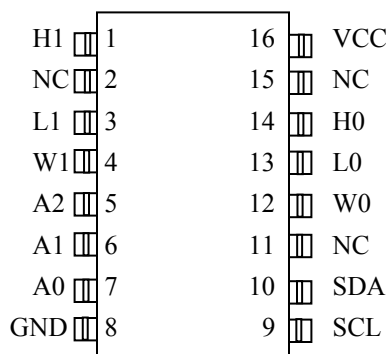 H1 1 16 VCC
NC 2 15 NC
L1 3 14 H0
W1 4 13 L0
A2 5 12 W0
A1 6 11 NC
A0 7 10 SDA
GND 8 9 SCL